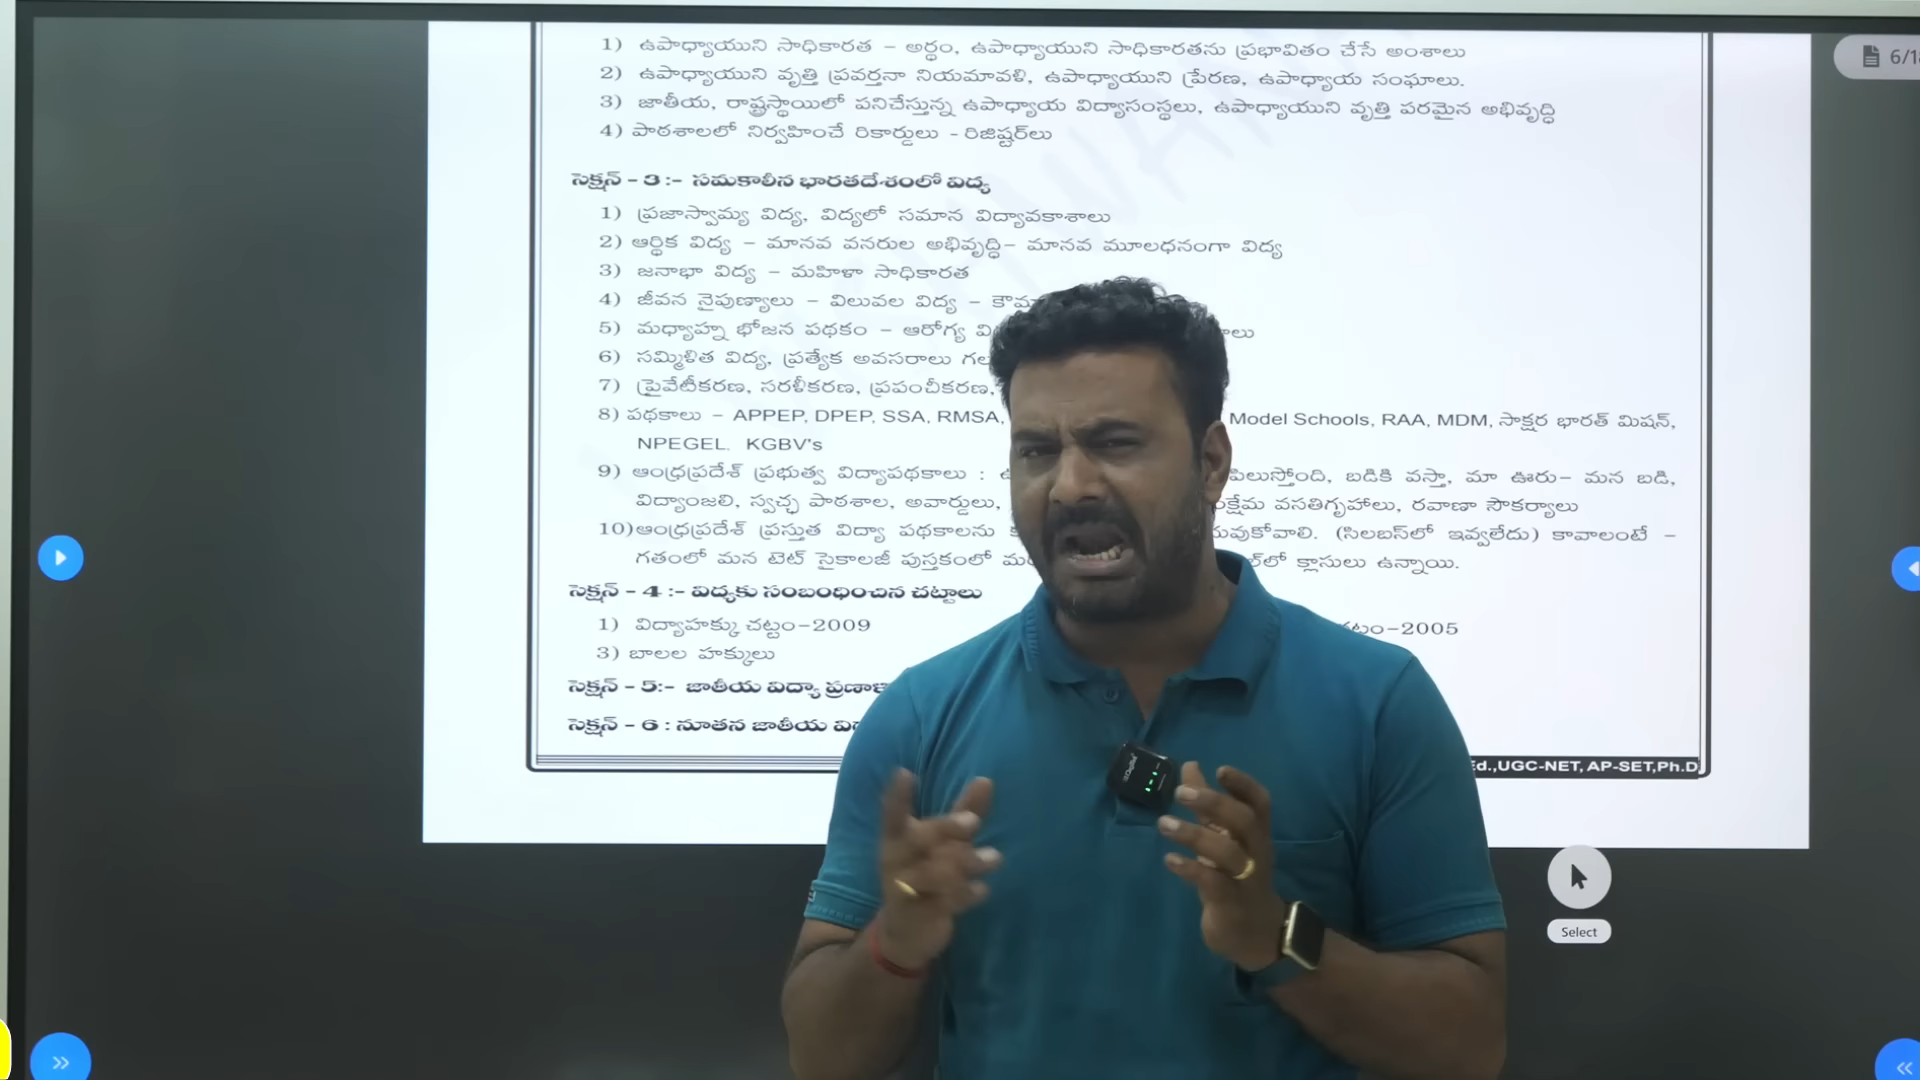 1) ఉపాధ్యాయుని సాధికారత – అర్థం, ఉపాధ్యాయుని సాధికారతను ప్రభావితం చేసే అంశాలు
6/1
2) ఉపాధ్యాయుని వృత్తి ప్రవర్తనా నియమావళి, ఉపాధ్యాయుని ప్రేరణ, ఉపాధ్యాయ సంఘాలు.
3) జాతీయ, రాష్ట్రస్థాయిలో పనిచేస్తున్న ఉపాధ్యాయ విద్యాసంస్థలు, ఉపాధ్యాయుని వృత్తి పరమైన అభివృద్ధి
4) పాఠశాలలో నిర్వహించే రికార్డులు - రిజిష్టర్‌లు
సెక్షన్ - 3 :- సమకాలీన భారతదేశంలో విద్య
1) ప్రజాస్వామ్య విద్య, విద్యలో సమాన విద్యావకాశాలు
2) ఆర్థిక విద్య – మానవ వనరుల అభివృద్ధి– మానవ మూలధనంగా విద్య
3) జనాభా విద్య – మహిళా సాధికారత
4) జీవన నైపుణ్యాలు – విలువల విద్య –
5) మధ్యాహ్న భోజన పథకం – ఆరోగ్య
6) సమ్మిళిత విద్య, ప్రత్యేక అవసరాలు గల
7) ప్రైవేటీకరణ, సరళీకరణ, ప్రపంచీకరణ,
8) పథకాలు – APPEP, DPEP, SSA, RMSA, Model Schools, RAA, MDM, సాక్షర భారత్ మిషన్,
NPEGEL. KGBV's
9) ఆంధ్రప్రదేశ్ ప్రభుత్వ విద్యాపథకాలు : పిలుస్తోంది, బడికి వస్తా, మా ఊరు– మన బడి,
విద్యాంజలి, స్వచ్ఛ పాఠశాల, అవార్డులు, వసతిగృహాలు, రవాణా సౌకర్యాలు
10)ఆంధ్రప్రదేశ్ ప్రస్తుత విద్యా పథకాలను (సిలబస్‌లో ఇవ్వలేదు) కావాలంటే –
గతంలో మన టెట్ సైకాలజీ పుస్తకంలో క్లాసులు ఉన్నాయి.
సెక్షన్ - 4 :- విద్యకు సంబంధించిన చట్టాలు
1) విద్యాహక్కు చట్టం–2009 –2005
3) బాలల హక్కులు
సెక్షన్ - 5:- జాతీయ విద్యా
సెక్షన్ - 6 : నూతన జాతీయ
Ed.,UGC-NET, AP-SET,Ph.D
Select